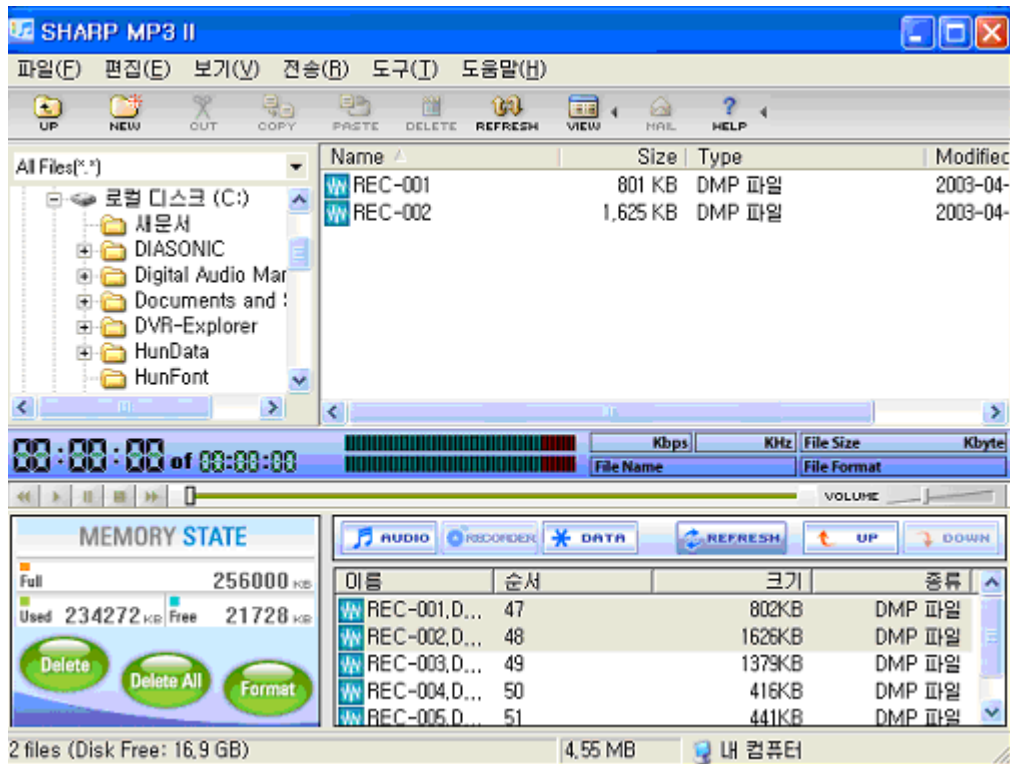 SHARP MP3 II
파일(F) 편집(E) 보기(V) 전송(R) 도구(T) 도움말(H)
UP NEW CUT COPY PASTE DELETE REFRESH VIEW MAIL HELP
All Files(*.*)
로컬 디스크 (C:)
새문서
DIASONIC
Digital Audio Mar
Documents and
DVR-Explorer
HunData
HunFont
Name Size Type Modified
REC-001 801 KB DMP 파일 2003-04-
REC-002 1,625 KB DMP 파일 2003-04-
00:00:00 of 00:00:00
Kbps KHz File Size Kbyte
File Name File Format
VOLUME
MEMORY STATE
Full 256000 KB
Used 234272 KB Free 21728 KB
Delete Delete All Format
AUDIO RECORDER DATA REFRESH UP DOWN
이름 순서 크기 종류
REC-001,D... 47 802KB DMP 파일
REC-002,D... 48 1626KB DMP 파일
REC-003,D... 49 1379KB DMP 파일
REC-004,D... 50 416KB DMP 파일
REC-005,D... 51 441KB DMP 파일
2 files (Disk Free: 16,9 GB) 4,55 MB 내 컴퓨터